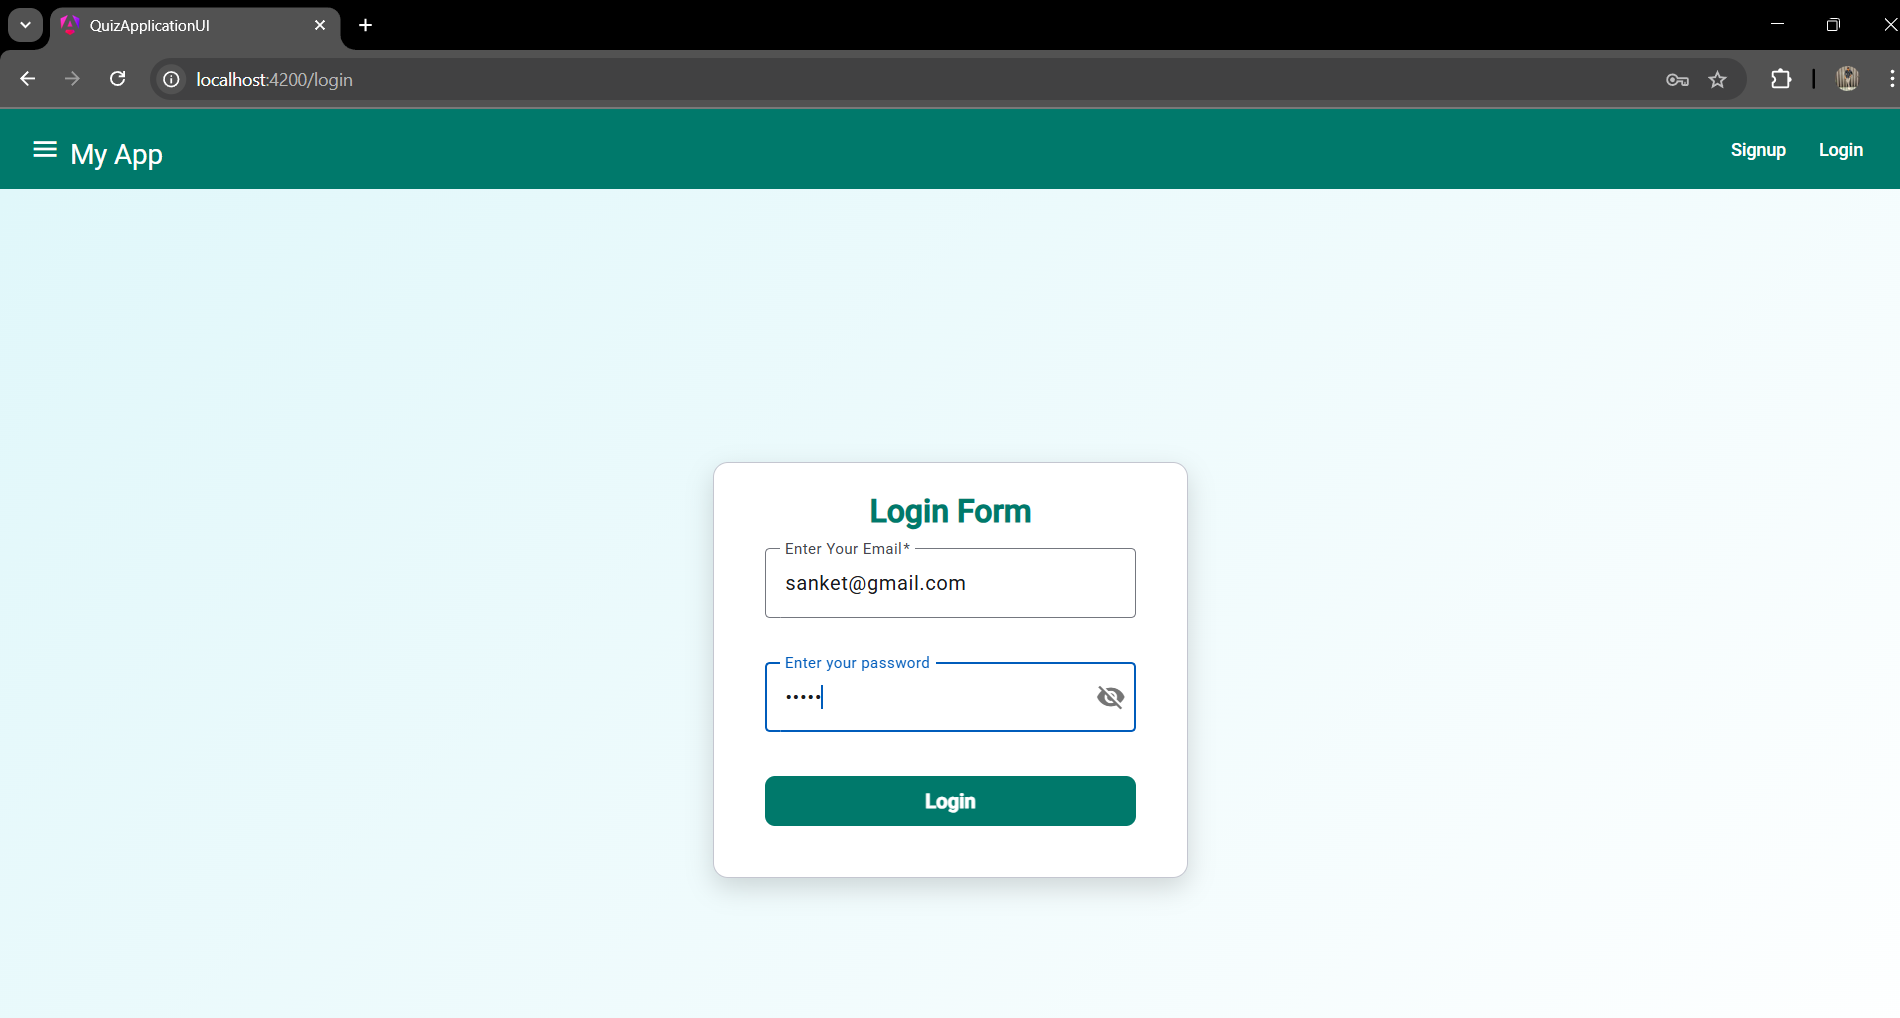 QuizApplicationUI
localhost:4200/login
My App
Signup
Login
Login Form
Enter Your Email*
sanket@gmail.com
Enter your password
•••••
Login